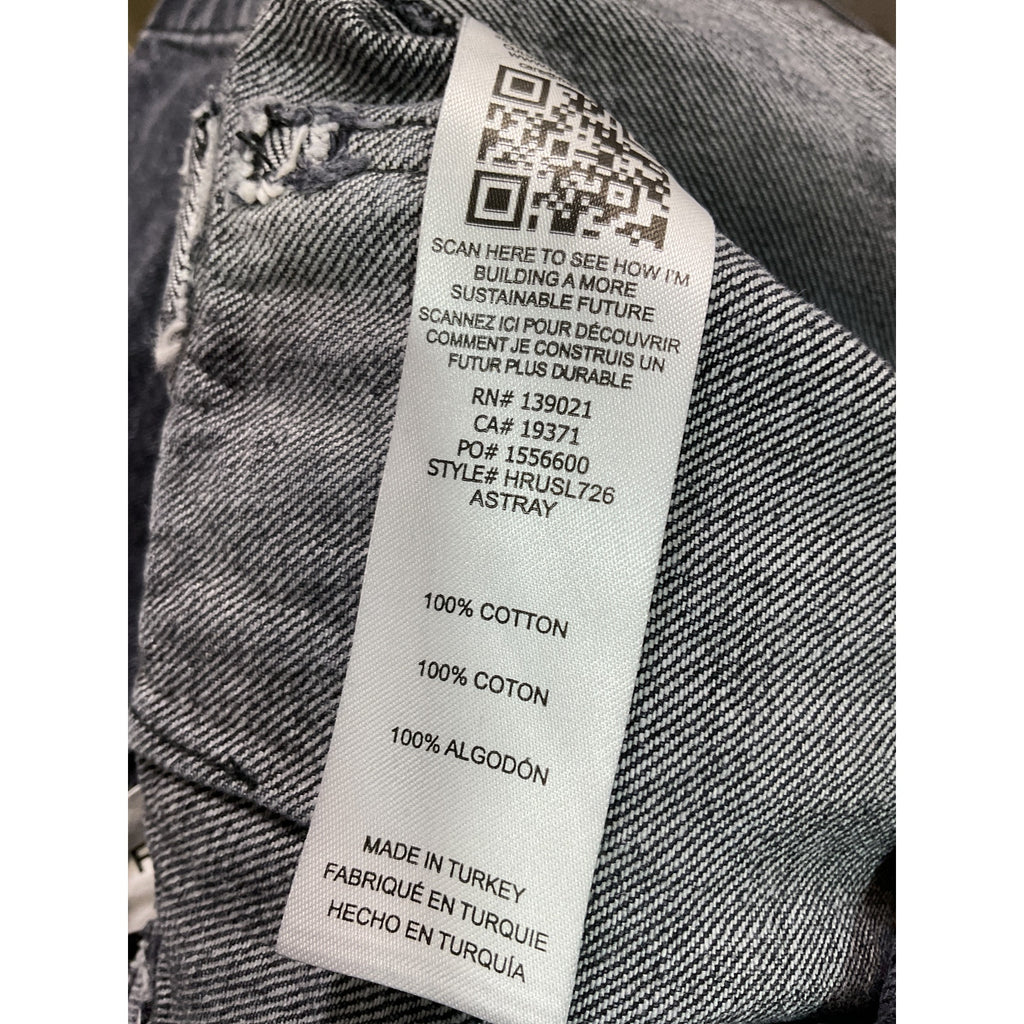 SCAN HERE TO SEE HOW I'M
BUILDING A MORE
SUSTAINABLE FUTURE
SCANNEZ ICI POUR DÉCOUVRIR
COMMENT JE CONSTRUIS UN
FUTUR PLUS DURABLE
RN# 139021
CA# 19371
PO# 1556600
STYLE# HRUSL726
ASTRAY
100% COTTON
100% COTON
100% ALGODÓN
MADE IN TURKEY
FABRIQUÉ EN TURQUIE
HECHO EN TURQUÍA